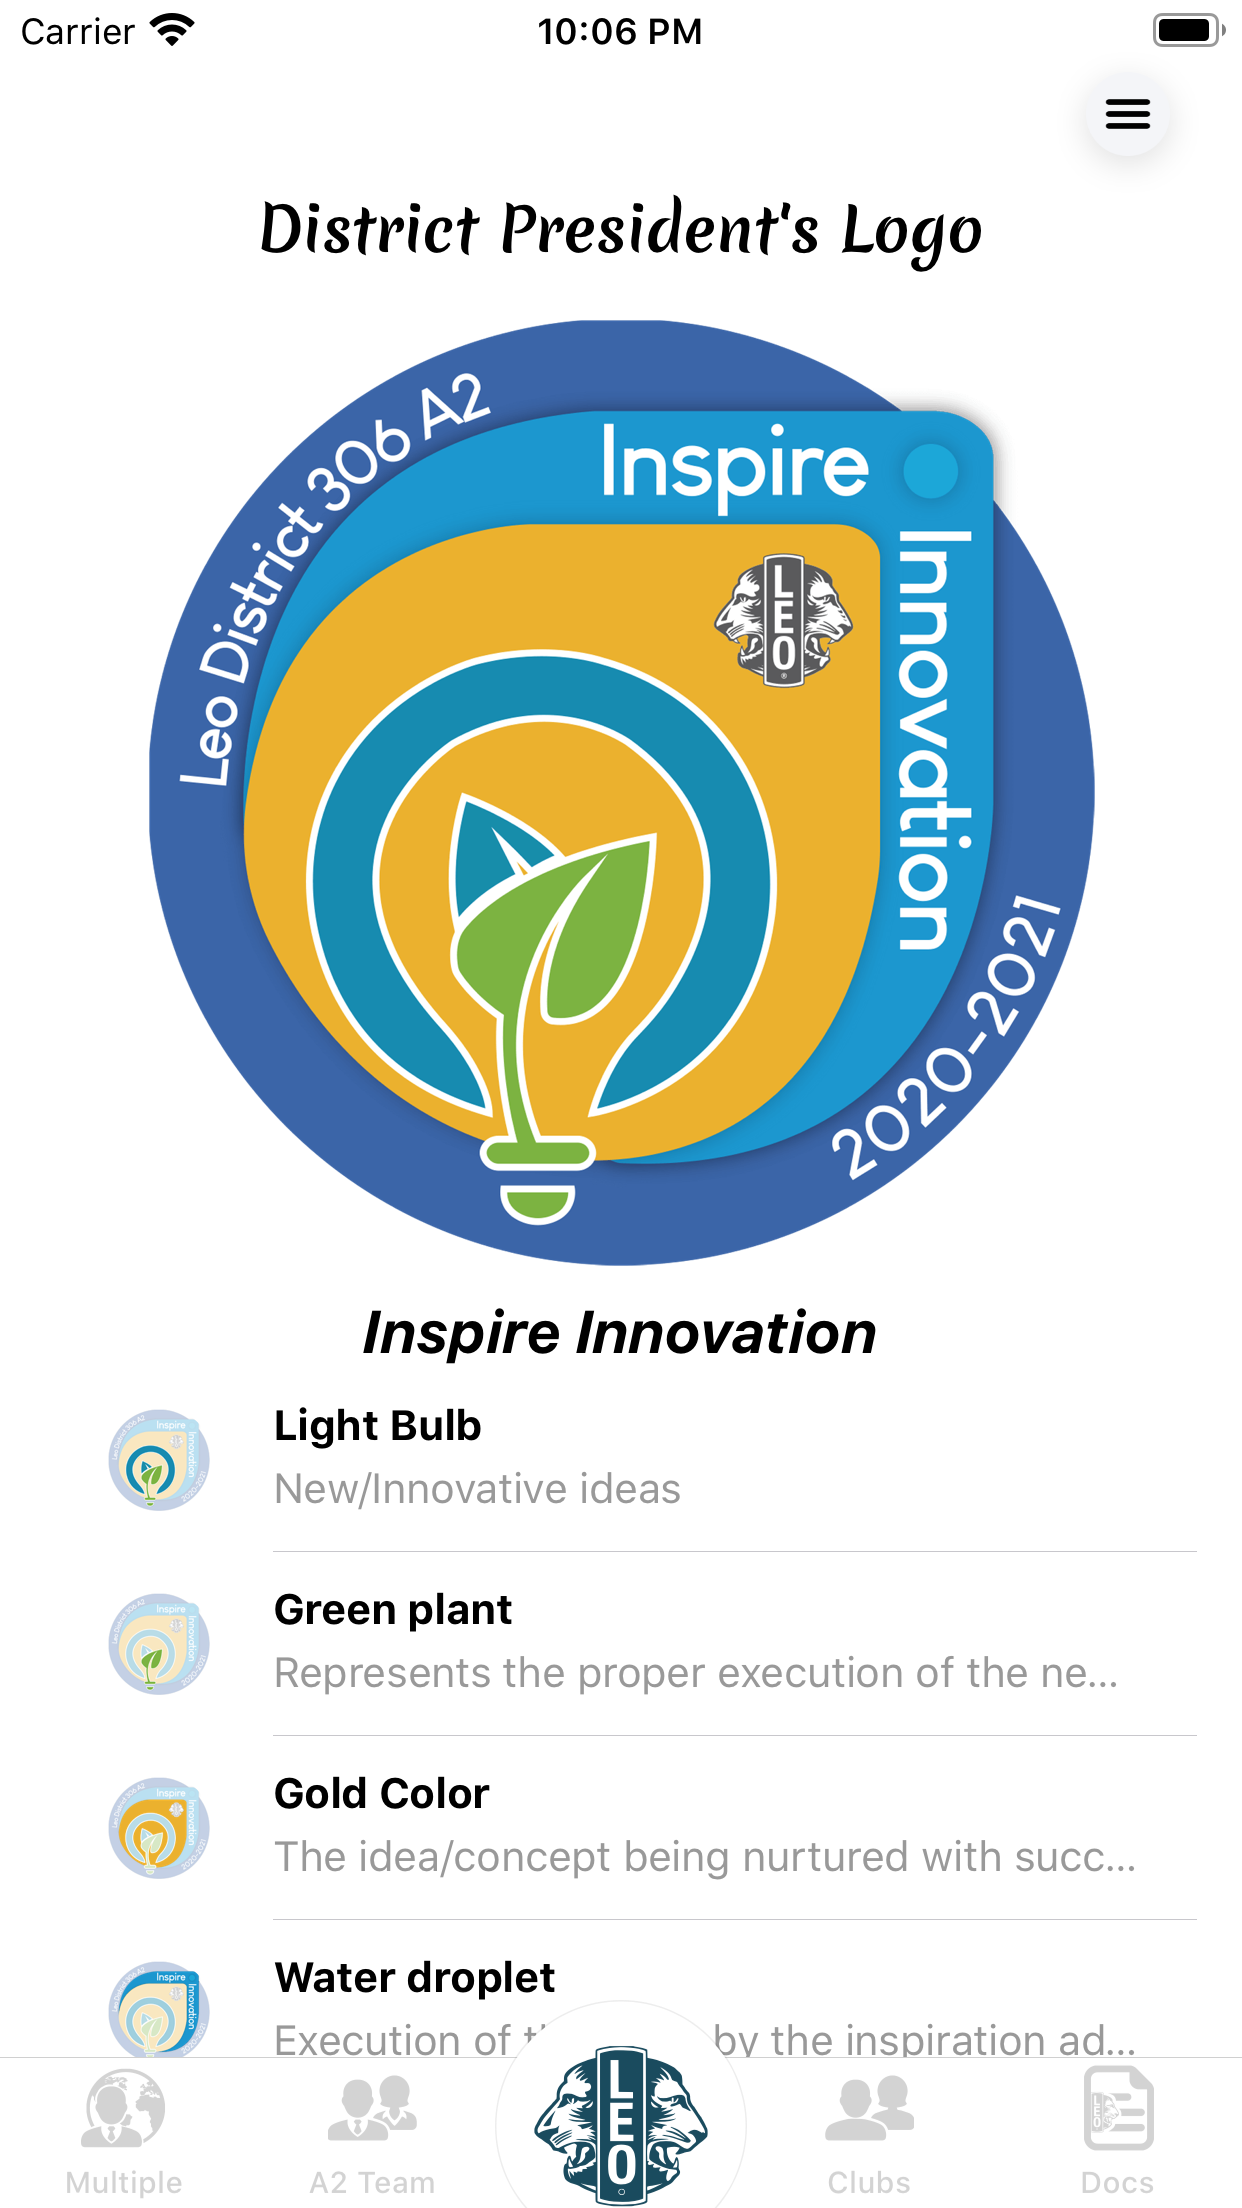 Carrier
10:06 PM
District President's Logo
Leo District 306 A2
Inspire
Innovation
LEO
2020-2021
Inspire Innovation
Light Bulb
New/Innovative ideas
Green plant
Represents the proper execution of the ne...
Gold Color
The idea/concept being nurtured with succ...
Water droplet
Execution of by the inspiration ad...
Multiple
A2 Team
LEO
Clubs
Docs